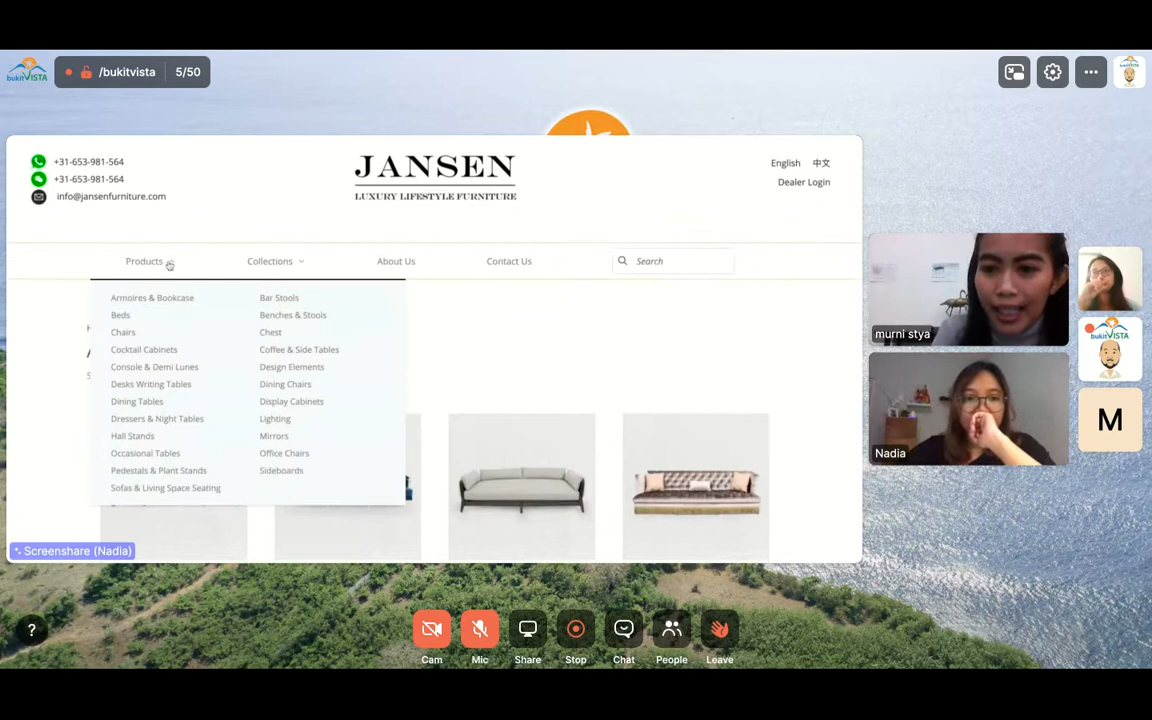 bukitVISTA
/bukitvista
5/50
+31-653-981-564
+31-653-981-564
info@jansenfurniture.com
JANSEN
LUXURY LIFESTYLE FURNITURE
English 中文
Dealer Login
Products
Collections
About Us
Contact Us
Search
Armoires & Bookcase
Beds
Chairs
Cocktail Cabinets
Console & Demi Lunes
Desks Writing Tables
Dining Tables
Dressers & Night Tables
Hall Stands
Occasional Tables
Pedestals & Plant Stands
Sofas & Living Space Seating
Bar Stools
Benches & Stools
Chest
Coffee & Side Tables
Design Elements
Dining Chairs
Display Cabinets
Lighting
Mirrors
Office Chairs
Sideboards
Screenshare (Nadia)
murni stya
Nadia
bukitVISTA
M
?
Cam
Mic
Share
Stop
Chat
People
Leave